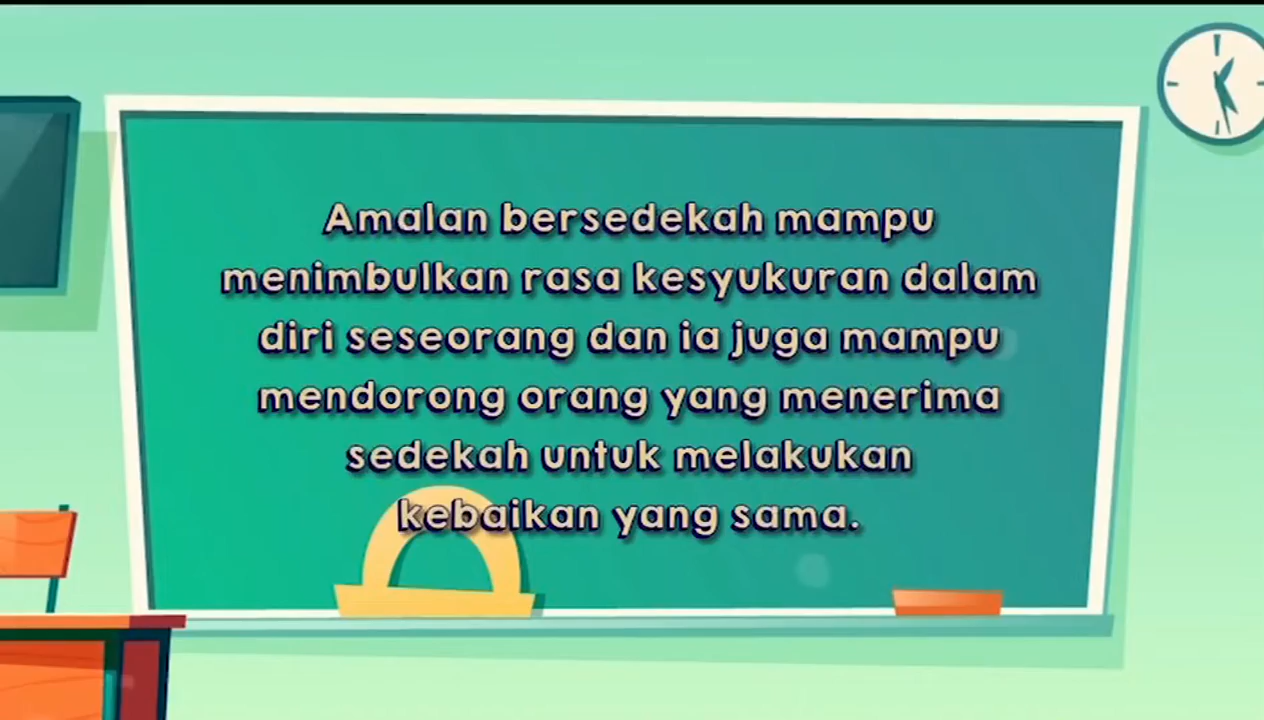 Amalan bersedekah mampu
menimbulkan rasa kesyukuran dalam
diri seseorang dan ia juga mampu
mendorong orang yang menerima
sedekah untuk melakukan
kebaikan yang sama.